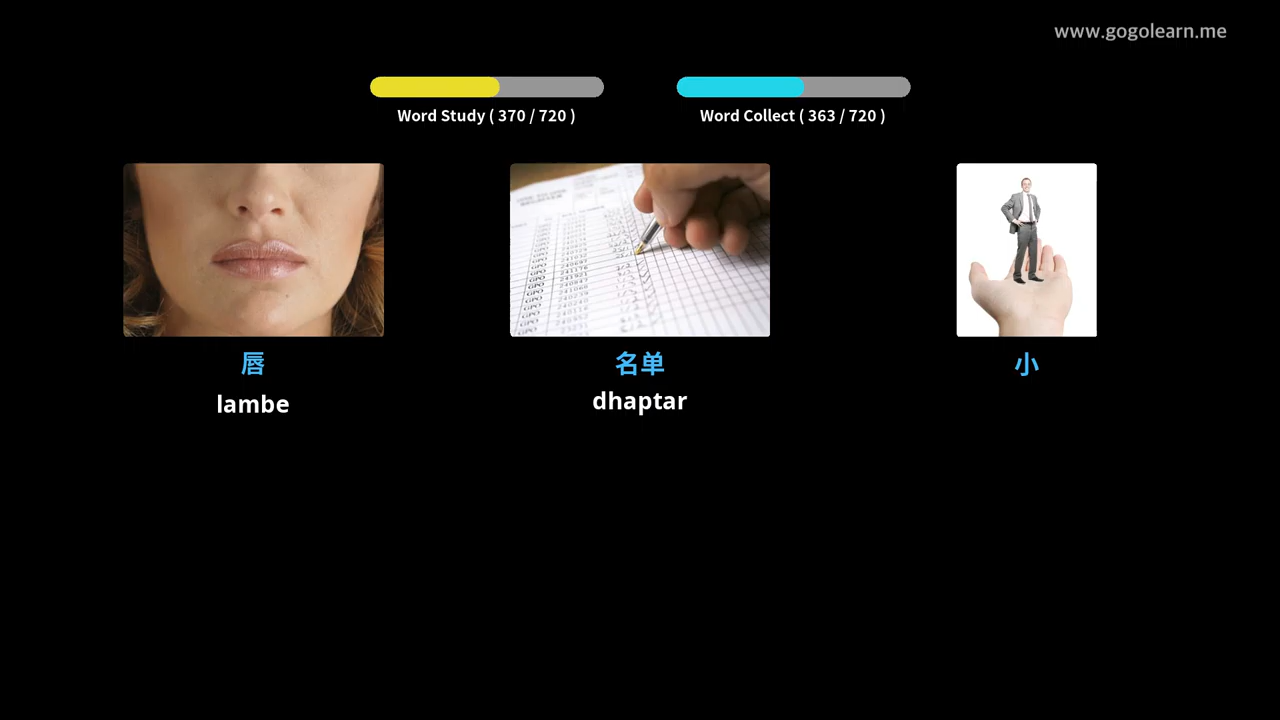 www.gogolearn.me
Word Study ( 370 / 720 )
Word Collect ( 363 / 720 )
唇
名单
小
lambe
dhaptar